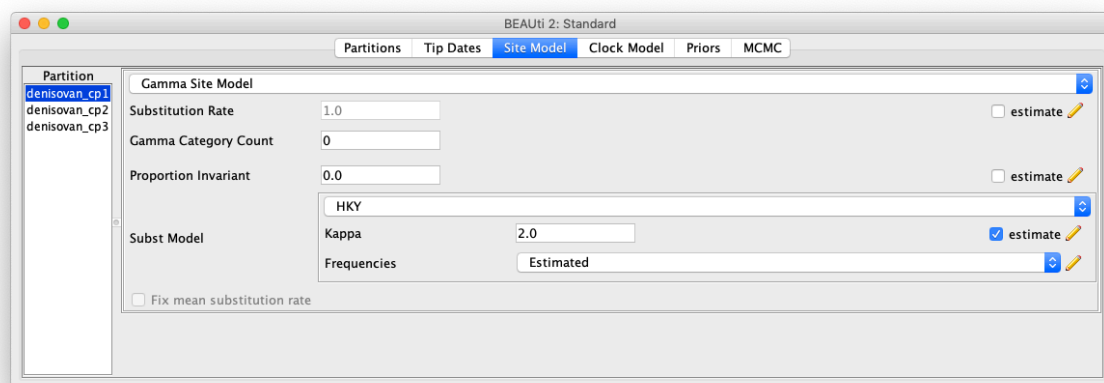 BEAUti 2: Standard
Partitions Tip Dates Site Model Clock Model Priors MCMC
Partition
denisovan_cp1
denisovan_cp2
denisovan_cp3
Gamma Site Model
Substitution Rate 1.0 estimate
Gamma Category Count 0
Proportion Invariant 0.0 estimate
Subst Model
HKY
Kappa 2.0 estimate
Frequencies Estimated
Fix mean substitution rate